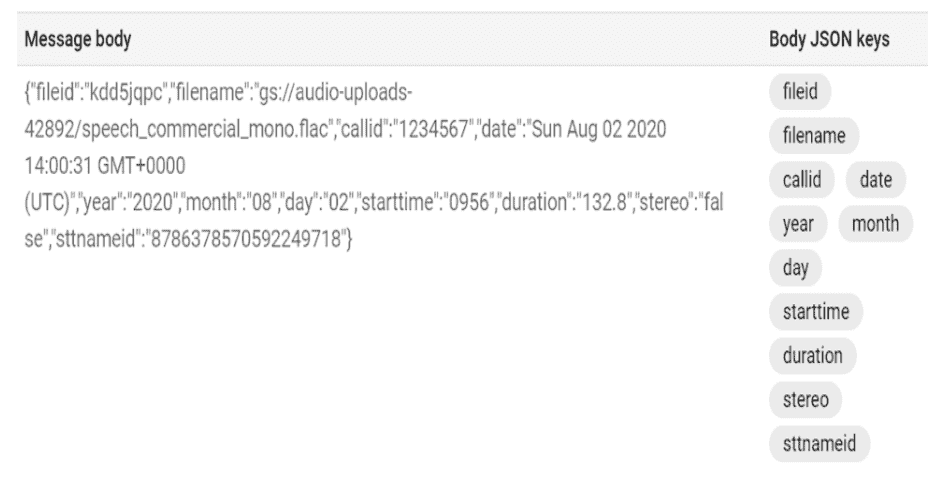 Message body
Body JSON keys
{"fileid":"kdd5jqpc","filename":"gs://audio-uploads-
42892/speech_commercial_mono.flac","callid":"1234567","date":"Sun Aug 02 2020
14:00:31 GMT+0000
(UTC)","year":"2020","month":"08","day":"02","starttime":"0956","duration":"132.8","stereo":"fal
se","sttnameid":"8786378570592249718"}
fileid
filename
callid date
year month
day
starttime
duration
stereo
sttnameid